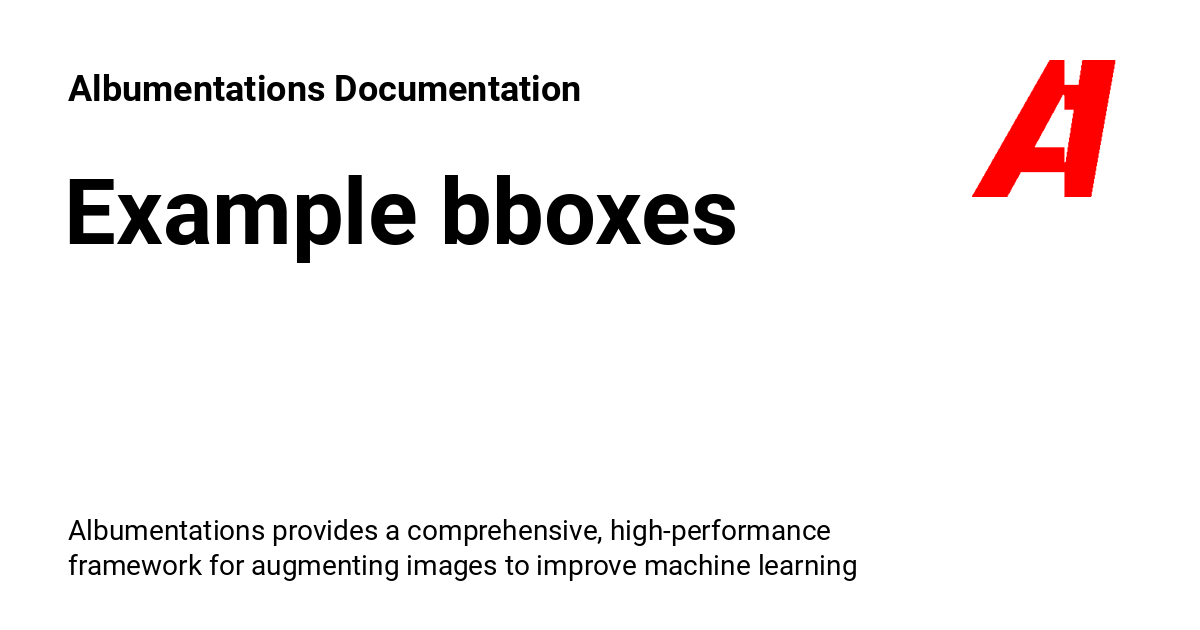 Albumentations Documentation
Example bboxes
Albumentations provides a comprehensive, high-performance
framework for augmenting images to improve machine learning